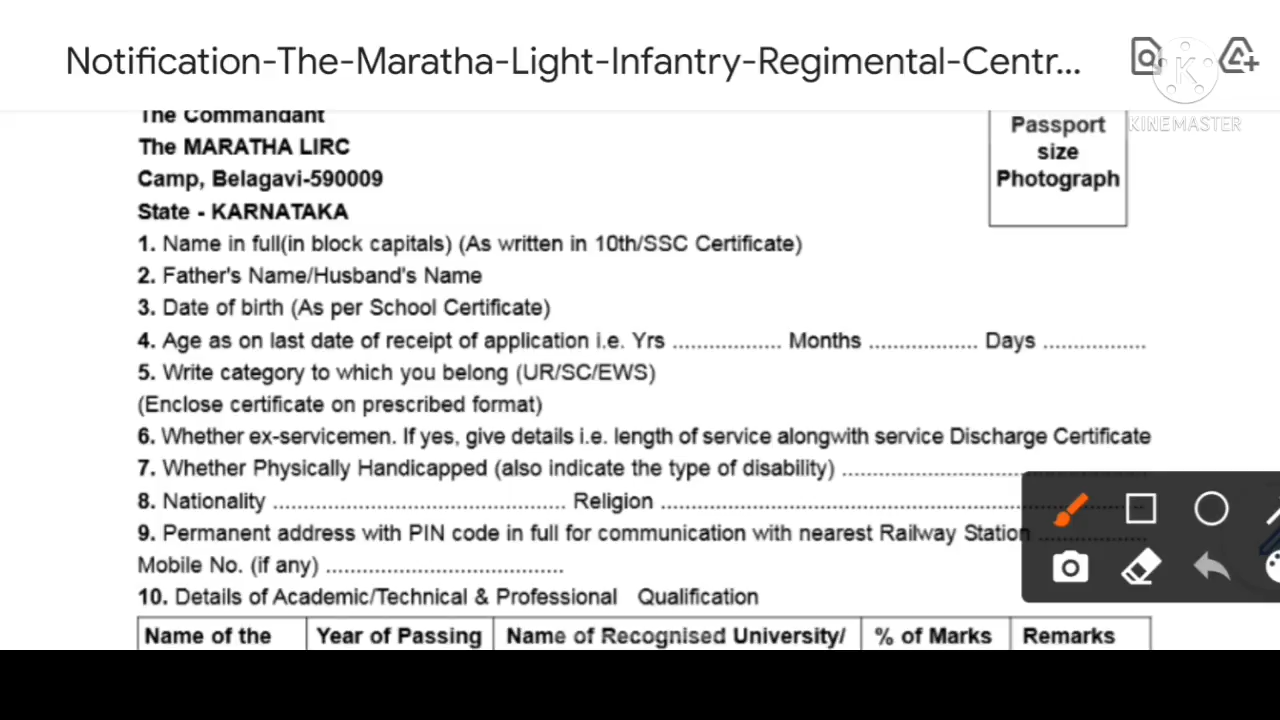 Notification-The-Maratha-Light-Infantry-Regimental-Centr...
KINEMASTER
The Commandant
The MARATHA LIRC
Camp, Belagavi-590009
State - KARNATAKA
Passport
size
Photograph
1. Name in full(in block capitals) (As written in 10th/SSC Certificate)
2. Father's Name/Husband's Name
3. Date of birth (As per School Certificate)
4. Age as on last date of receipt of application i.e. Yrs .................. Months .................. Days .................
5. Write category to which you belong (UR/SC/EWS)
(Enclose certificate on prescribed format)
6. Whether ex-servicemen. If yes, give details i.e. length of service alongwith service Discharge Certificate
7. Whether Physically Handicapped (also indicate the type of disability) ..............................
8. Nationality ................................................. Religion ............................................................
9. Permanent address with PIN code in full for communication with nearest Railway Station ..................
Mobile No. (if any) ........................................
10. Details of Academic/Technical & Professional Qualification
Name of the Year of Passing Name of Recognised University/ % of Marks Remarks